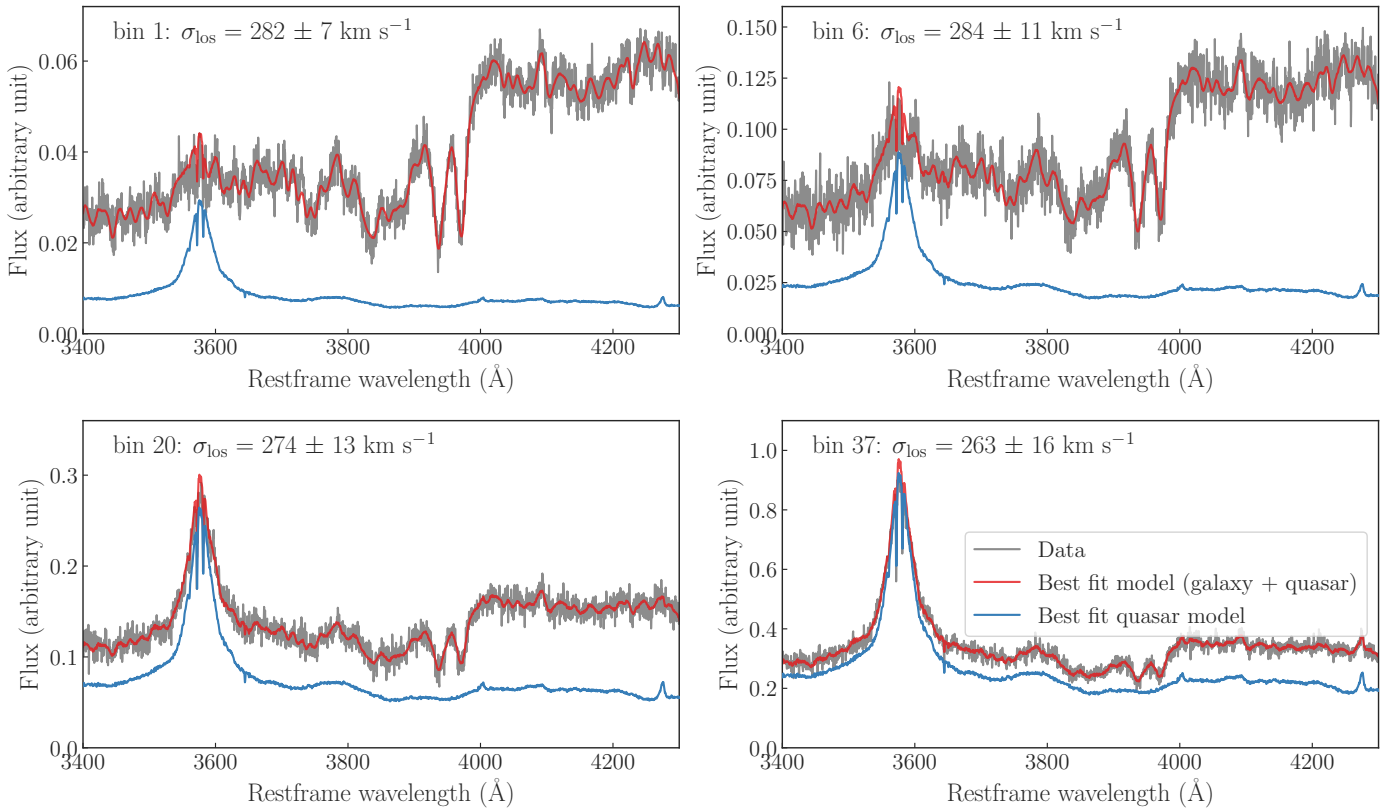 bin 1: σ_los = 282 ± 7 km s⁻¹
Flux (arbitrary unit)
0.06
0.04
0.02
0.00
3400 3600 3800 4000 4200
Restframe wavelength (Å)
bin 6: σ_los = 284 ± 11 km s⁻¹
Flux (arbitrary unit)
0.150
0.125
0.100
0.075
0.050
0.025
0.000
3400 3600 3800 4000 4200
Restframe wavelength (Å)
bin 20: σ_los = 274 ± 13 km s⁻¹
Flux (arbitrary unit)
0.3
0.2
0.1
0.0
3400 3600 3800 4000 4200
Restframe wavelength (Å)
bin 37: σ_los = 263 ± 16 km s⁻¹
Flux (arbitrary unit)
1.0
0.8
0.6
0.4
0.2
0.0
Data
Best fit model (galaxy + quasar)
Best fit quasar model
3400 3600 3800 4000 4200
Restframe wavelength (Å)